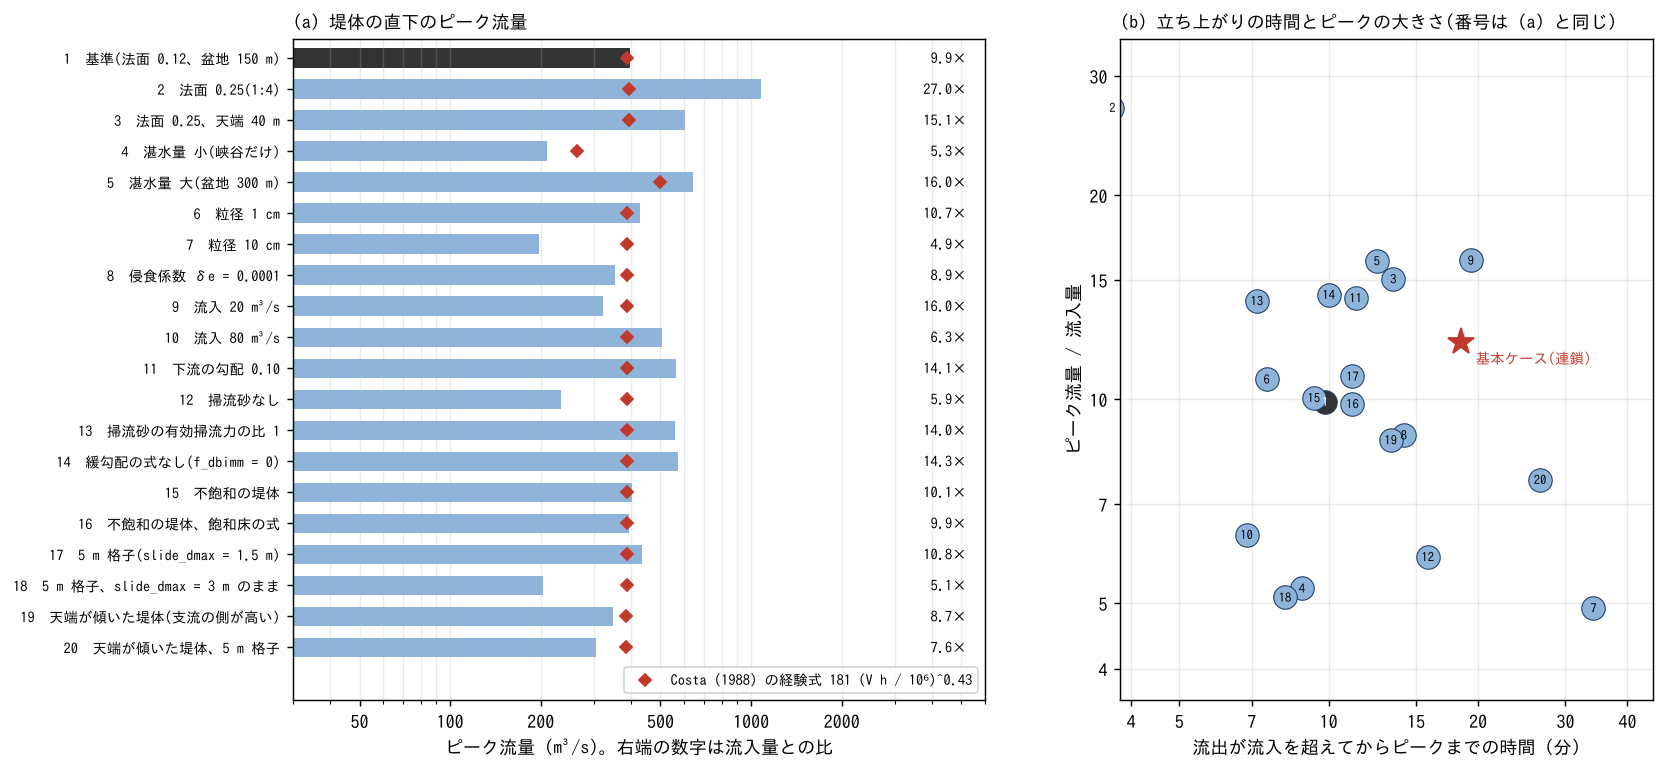 (a) 堤体の直下のピーク流量
1 基準(法面 0.12、盆地 150 m) 9.9×
2 法面 0.25(1:4) 27.0×
3 法面 0.25、天端 40 m 15.1×
4 湛水量 小(峡谷だけ) 5.3×
5 湛水量 大(盆地 300 m) 16.0×
6 粒径 1 cm 10.7×
7 粒径 10 cm 4.9×
8 侵食係数 δe = 0.0001 8.9×
9 流入 20 m³/s 16.0×
10 流入 80 m³/s 6.3×
11 下流の勾配 0.10 14.1×
12 掃流砂なし 5.9×
13 掃流砂の有効掃流力の比 1 14.0×
14 緩勾配の式なし(f_dbimm = 0) 14.3×
15 不飽和の堤体 10.1×
16 不飽和の堤体、飽和床の式 9.9×
17 5 m 格子(slide_dmax = 1.5 m) 10.8×
18 5 m 格子、slide_dmax = 3 m のまま 5.1×
19 天端が傾いた堤体(支流の側が高い) 8.7×
20 天端が傾いた堤体、5 m 格子 7.6×
Costa (1988) の経験式 181 (V h / 10⁶)^0.43
50 100 200 500 1000 2000
ピーク流量 (m³/s)。右端の数字は流入量との比
(b) 立ち上がりの時間とピークの大きさ(番号は (a) と同じ)
ピーク流量 / 流入量
30
20
15
10
7
5
4
2
5
9
3
13
14
11
基本ケース(連鎖)
6
17
15
1
16
19
8
20
10
12
4
18
7
4 5 7 10 15 20 30 40
流出が流入を超えてからピークまでの時間 (分)